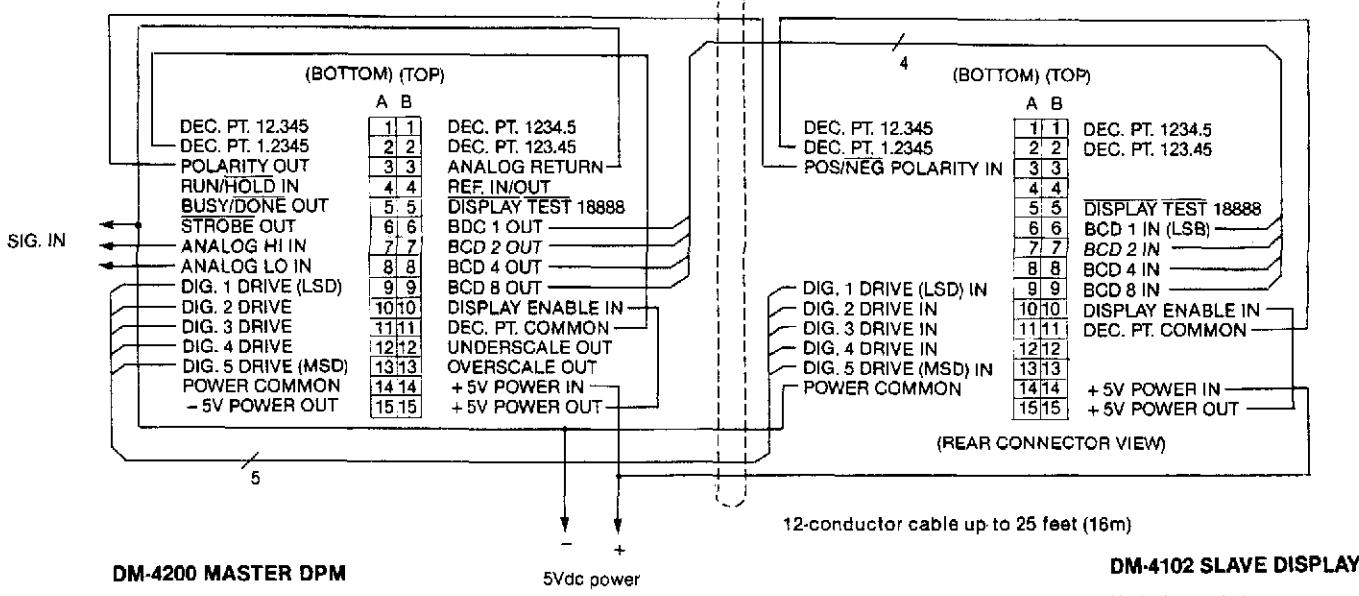 4
(BOTTOM) (TOP)
A B
DEC. PT. 12.345 1 1 DEC. PT. 1234.5
DEC. PT. 1.2345 2 2 DEC. PT. 123.45
POLARITY OUT 3 3 ANALOG RETURN
RUN/HOLD IN 4 4 REF. IN/OUT
BUSY/DONE OUT 5 5 DISPLAY TEST 18888
STROBE OUT 6 6 BDC 1 OUT
SIG. IN
ANALOG HI IN 7 7 BCD 2 OUT
ANALOG LO IN 8 8 BCD 4 OUT
DIG. 1 DRIVE (LSD) 9 9 BCD 8 OUT
DIG. 2 DRIVE 10 10 DISPLAY ENABLE IN
DIG. 3 DRIVE 11 11 DEC. PT. COMMON
DIG. 4 DRIVE 12 12 UNDERSCALE OUT
DIG. 5 DRIVE (MSD) 13 13 OVERSCALE OUT
POWER COMMON 14 14 +5V POWER IN
-5V POWER OUT 15 15 +5V POWER OUT
5
(BOTTOM) (TOP)
A B
DEC. PT. 12.345 1 1 DEC. PT. 1234.5
DEC. PT. 1.2345 2 2 DEC. PT. 123.45
POS/NEG POLARITY IN 3 3
4 4
5 5 DISPLAY TEST 18888
6 6 BCD 1 IN (LSB)
7 7 BCD 2 IN
8 8 BCD 4 IN
DIG. 1 DRIVE (LSD) IN 9 9 BCD 8 IN
DIG. 2 DRIVE IN 10 10 DISPLAY ENABLE IN
DIG. 3 DRIVE IN 11 11 DEC. PT. COMMON
DIG. 4 DRIVE IN 12 12
DIG. 5 DRIVE (MSD) IN 13 13
POWER COMMON 14 14 +5V POWER IN
15 15 +5V POWER OUT
(REAR CONNECTOR VIEW)
12-conductor cable up to 25 feet (16m)
- +
5Vdc power
DM-4200 MASTER DPM
DM-4102 SLAVE DISPLAY